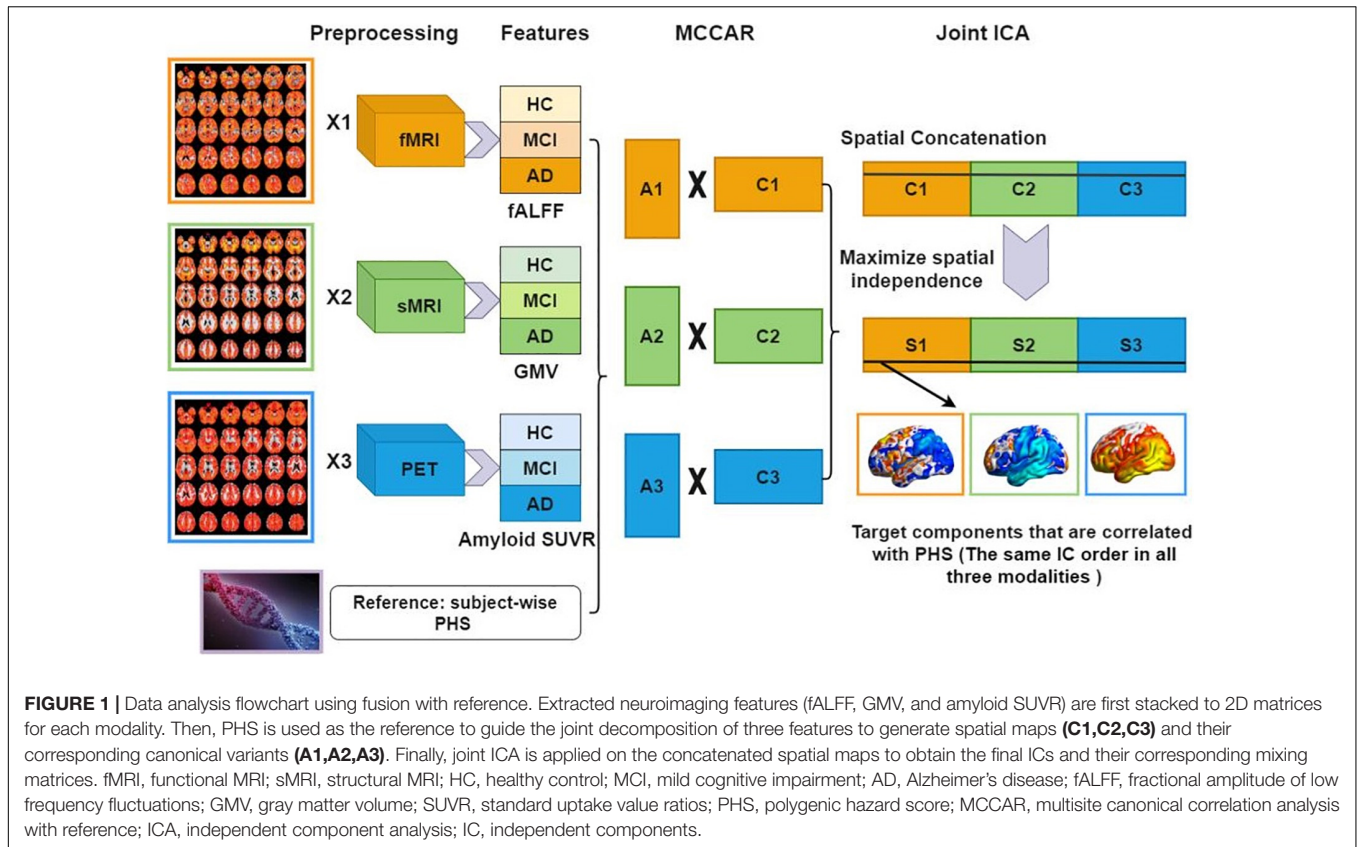 Preprocessing
Features
MCCAR
Joint ICA
X1
fMRI
HC
MCI
AD
fALFF
X2
sMRI
HC
MCI
AD
GMV
X3
PET
HC
MCI
AD
Amyloid SUVR
Reference: subject-wise
PHS
A1
X
C1
A2
X
C2
A3
X
C3
Spatial Concatenation
C1
C2
C3
Maximize spatial
independence
S1
S2
S3
Target components that are correlated
with PHS (The same IC order in all
three modalities )
FIGURE 1 | Data analysis flowchart using fusion with reference. Extracted neuroimaging features (fALFF, GMV, and amyloid SUVR) are first stacked to 2D matrices
for each modality. Then, PHS is used as the reference to guide the joint decomposition of three features to generate spatial maps (C1,C2,C3) and their
corresponding canonical variants (A1,A2,A3). Finally, joint ICA is applied on the concatenated spatial maps to obtain the final ICs and their corresponding mixing
matrices. fMRI, functional MRI; sMRI, structural MRI; HC, healthy control; MCI, mild cognitive impairment; AD, Alzheimer's disease; fALFF, fractional amplitude of low
frequency fluctuations; GMV, gray matter volume; SUVR, standard uptake value ratios; PHS, polygenic hazard score; MCCAR, multisite canonical correlation analysis
with reference; ICA, independent component analysis; IC, independent components.